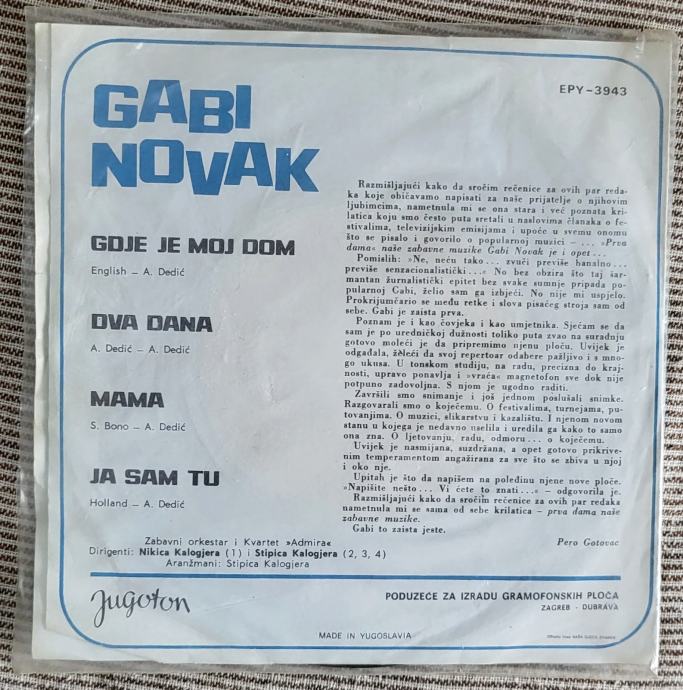 EPY-3943
GABI
NOVAK
GDJE JE MOJ DOM
English – A. Dedić
DVA DANA
A. Dedić – A. Dedić
MAMA
S. Bono – A. Dedić
JA SAM TU
Holland – A. Dedić
Razmišljajući kako da sročim rečenice za ovih par reda-
ka koje običavamo napisati za naše prijatelje o njihovim
ljubimcima, nametnula mi se ona stara i već poznata kri-
latica koju smo često puta sretali u naslovima članaka o fe-
stivalima, televizijskim emisijama i upoće u svemu onomu
što se pisalo i govorilo o popularnoj muzici – ... »Prva
dama« naše zabavne muzike Gabi Novak je i opet...
Pomislih: »Ne, neću tako... zvuči previše banalno...
previše senzacionalistički...« No bez obzira što taj šar-
mantan žurnalistički epitet bez svake sumnje pripada po-
pularnoj Gabi, želio sam ga izbjeći. No nije mi uspjelo.
Prokrijumčario se među retke i slova pisaćeg stroja sam od
sebe. Gabi je zaista prva.
Poznam je i kao čovjeka i kao umjetnika. Sjećam se da
sam je po uredničkoj dužnosti toliko puta zvao na suradnju
gotovo moleći je da pripremimo njenu ploču. Uvijek je
odgađala, želeći da svoj repertoar odabere pažljivo i s mno-
go ukusa. U tonskom studiju, na radu, precizna do kraj-
nosti, upravo ponavlja i »vraća« magnetofon sve dok nije
potpuno zadovoljna. S njom je ugodno raditi.
Završili smo snimanje i još jednom poslušali snimke.
Razgovarali smo o koječemu. O festivalima, turnejama, pu-
tovanjima. O muzici, slikarstvu i kazalištu. I njenom novom
stanu u kojega je nedavno uselila i uredila ga kako to samo
ona zna. O ljetovanju, radu, odmoru... o koječemu.
Uvijek je nasmijana, suzdržana, a opet gotovo prikrive-
nim temperamentom angažirana za sve što se zbiva u njoj
i oko nje.
Upitah je što da napišem na poleđinu njene nove ploče.
»Napišite nešto... Vi ćete to znati...« – odgovorila je.
Razmišljajući kako da sročim rečenice za ovih par redaka
nametnula mi se sama od sebe krilatica – prva dama naše
zabavne muzike.
Gabi to zaista jeste.
Pero Gotovac
Zabavni orkestar i Kvartet »Admira«
Dirigenti: Nikica Kalogjera (1) i Stipica Kalogjera (2, 3, 4)
Aranžmani: Stipica Kalogjera
Jugoton
PODUZEĆE ZA IZRADU GRAMOFONSKIH PLOČA
ZAGREB - DUBRAVA
MADE IN YUGOSLAVIA